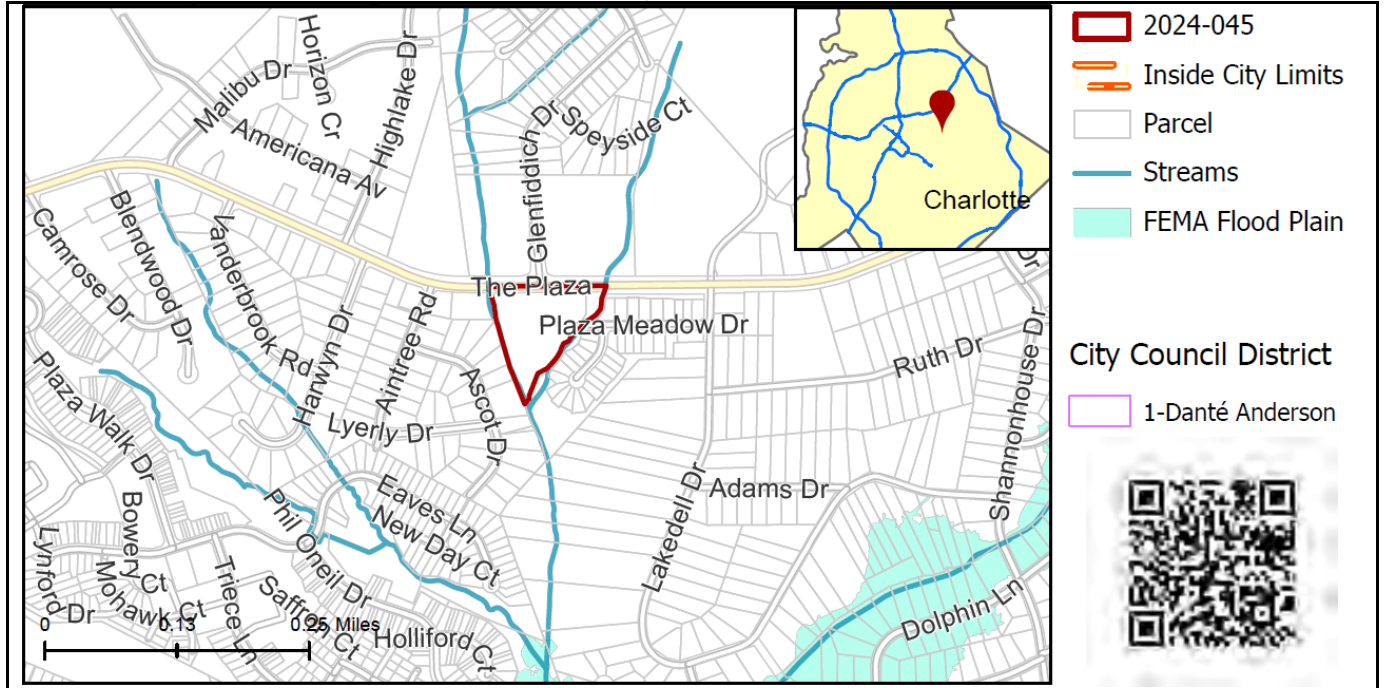 Horizon Cr
Malibu Dr
Highlake Dr
Americana Av
Glenfiddich Dr
Speyside Ct
Charlotte
Camrose Dr
Blendwood Dr
Vanderbrook Rd
Harwyn Dr
Aintree Rd
The Plaza
Plaza Meadow Dr
Dr
Ruth Dr
Shannonhouse Dr
Plaza Walk Dr
Lyerly Dr
Ascot Dr
Lakedell Dr
Adams Dr
Eaves Ln
New Day Ct
Phil Oneil Dr
Bowery Ct
Lynford Dr
Mohawk Ct
Triece Ln
Saffron Ct
Holliford Ct
Dolphin Ln
0 0.13 0.25 Miles
2024-045
Inside City Limits
Parcel
Streams
FEMA Flood Plain
City Council District
1-Danté Anderson